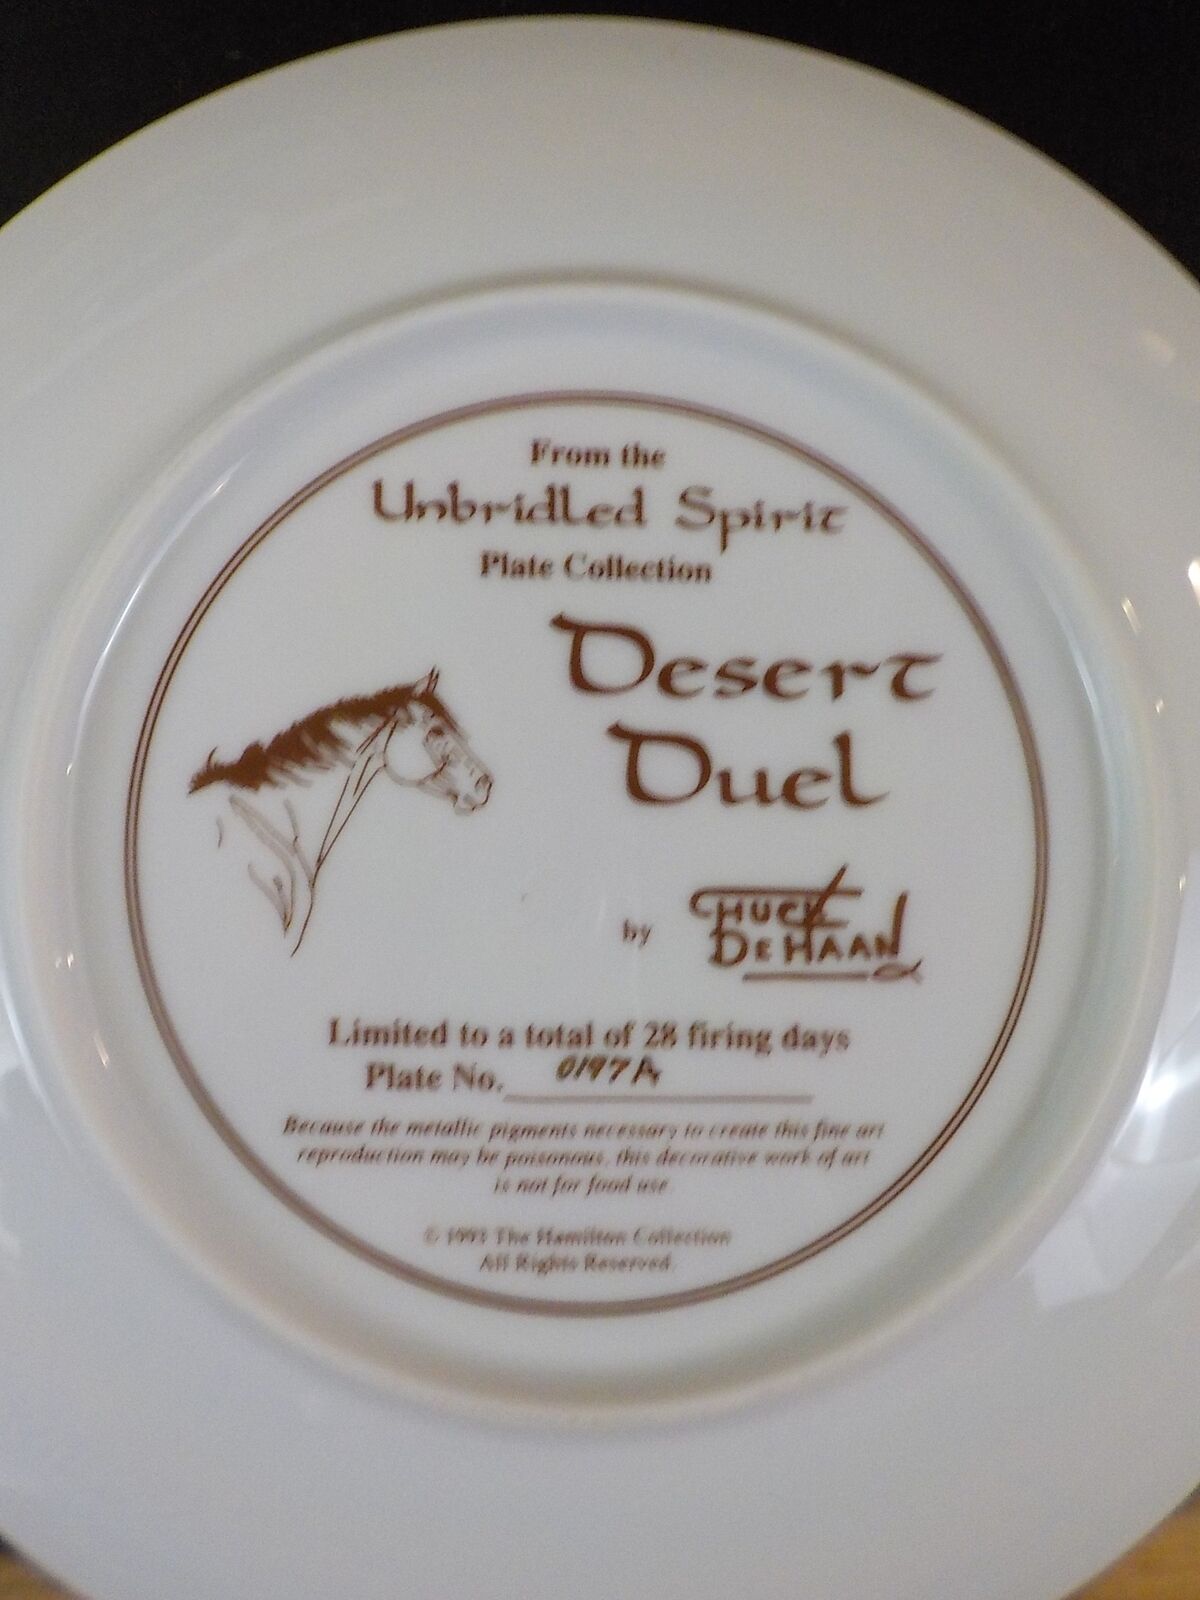 From the
Unbridled Spirit
Plate Collection
Desert
Duel
by CHUCK
DEHAAN
Limited to a total of 28 firing days
Plate No. 0197A
Because the metallic pigments necessary to create this fine art
reproduction may be poisonous, this decorative work of art
is not for food use.
© The Hamilton Collection
All Rights Reserved.